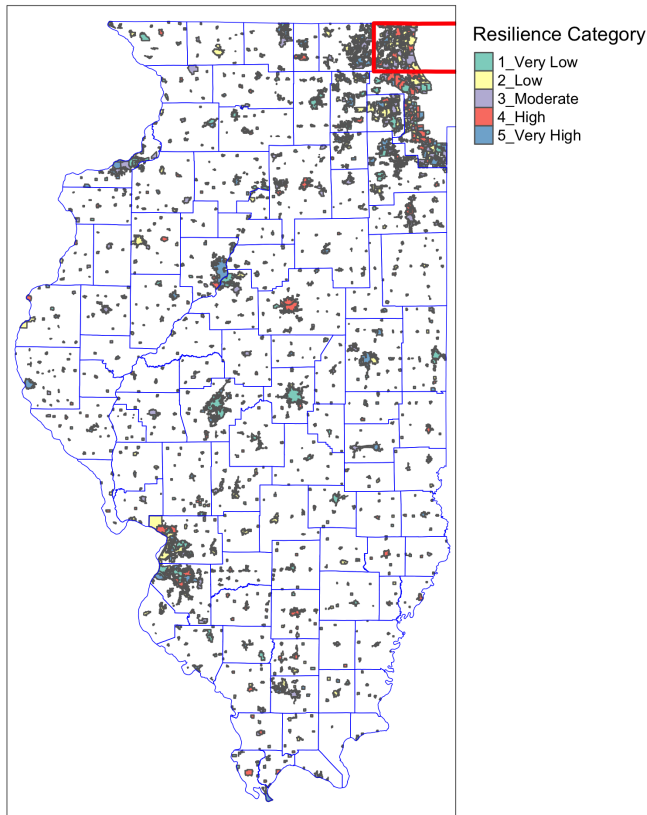 Resilience Category
1_Very Low
2_Low
3_Moderate
4_High
5_Very High